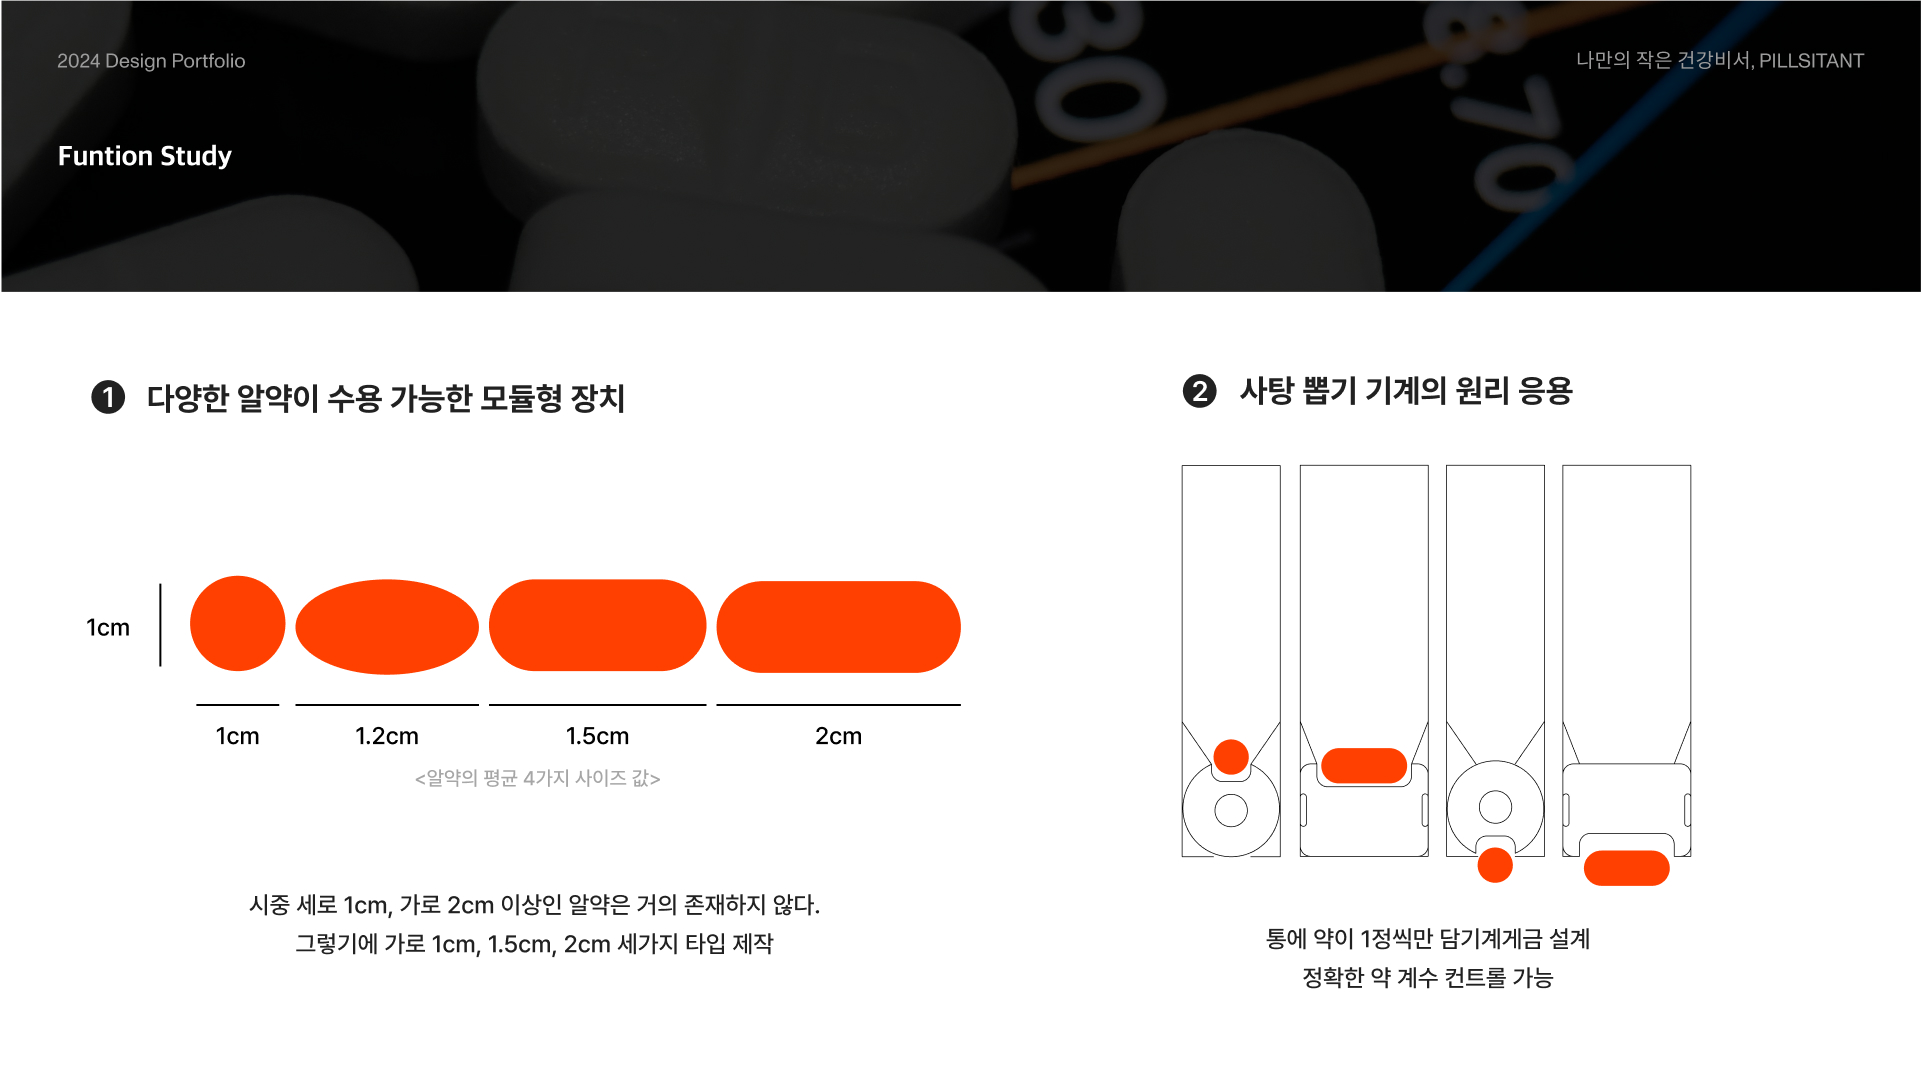 2024 Design Portfolio
나만의 작은 건강비서, PILLSITANT
30
8.70
Funtion Study
1 다양한 알약이 수용 가능한 모듈형 장치
1cm
1cm
1.2cm
1.5cm
2cm
<알약의 평균 4가지 사이즈 값>
시중 세로 1cm, 가로 2cm 이상인 알약은 거의 존재하지 않다.
그렇기에 가로 1cm, 1.5cm, 2cm 세가지 타입 제작
2 사탕 뽑기 기계의 원리 응용
통에 약이 1정씩만 담기계게금 설계
정확한 약 계수 컨트롤 가능